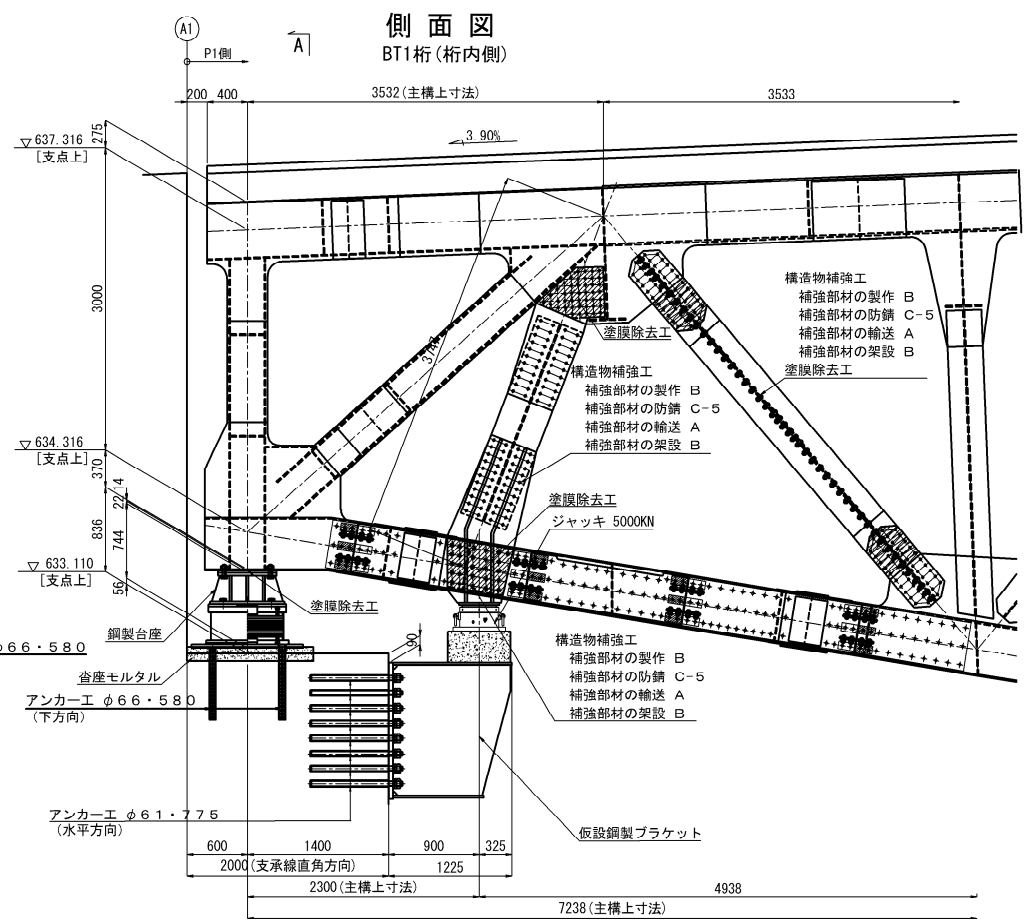 側面図
BT1桁(桁内側)
A1
A
P1側
200
400
3532(主構上寸法)
3533
3.90%
275
▽ 637.316
[支点上]
3000
3747
構造物補強工
補強部材の製作 B
補強部材の防錆 C-5
補強部材の輸送 A
補強部材の架設 B
塗膜除去工
塗膜除去工
構造物補強工
補強部材の製作 B
補強部材の防錆 C-5
補強部材の輸送 A
補強部材の架設 B
▽ 634.316
[支点上]
370
14
22
836
744
56
▽ 633.110
[支点上]
塗膜除去工
ジャッキ 5000KN
塗膜除去工
鋼製台座
φ66・580
沓座モルタル
アンカー工 φ66・580
(下方向)
90
構造物補強工
補強部材の製作 B
補強部材の防錆 C-5
補強部材の輸送 A
補強部材の架設 B
アンカー工 φ61・775
(水平方向)
仮設鋼製ブラケット
600
1400
900
325
2000(支承線直角方向)
1225
2300(主構上寸法)
4938
7238(主構上寸法)